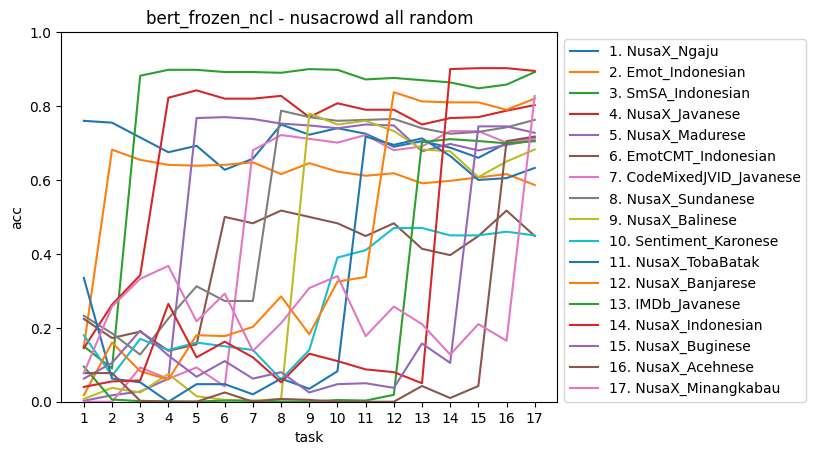 bert_frozen_ncl - nusacrowd all random
acc
1.0
0.8
0.6
0.4
0.2
0.0
1 2 3 4 5 6 7 8 9 10 11 12 13 14 15 16 17
task
1. NusaX_Ngaju
2. Emot_Indonesian
3. SmSA_Indonesian
4. NusaX_Javanese
5. NusaX_Madurese
6. EmotCMT_Indonesian
7. CodeMixedJVID_Javanese
8. NusaX_Sundanese
9. NusaX_Balinese
10. Sentiment_Karonese
11. NusaX_TobaBatak
12. NusaX_Banjarese
13. IMDb_Javanese
14. NusaX_Indonesian
15. NusaX_Buginese
16. NusaX_Acehnese
17. NusaX_Minangkabau